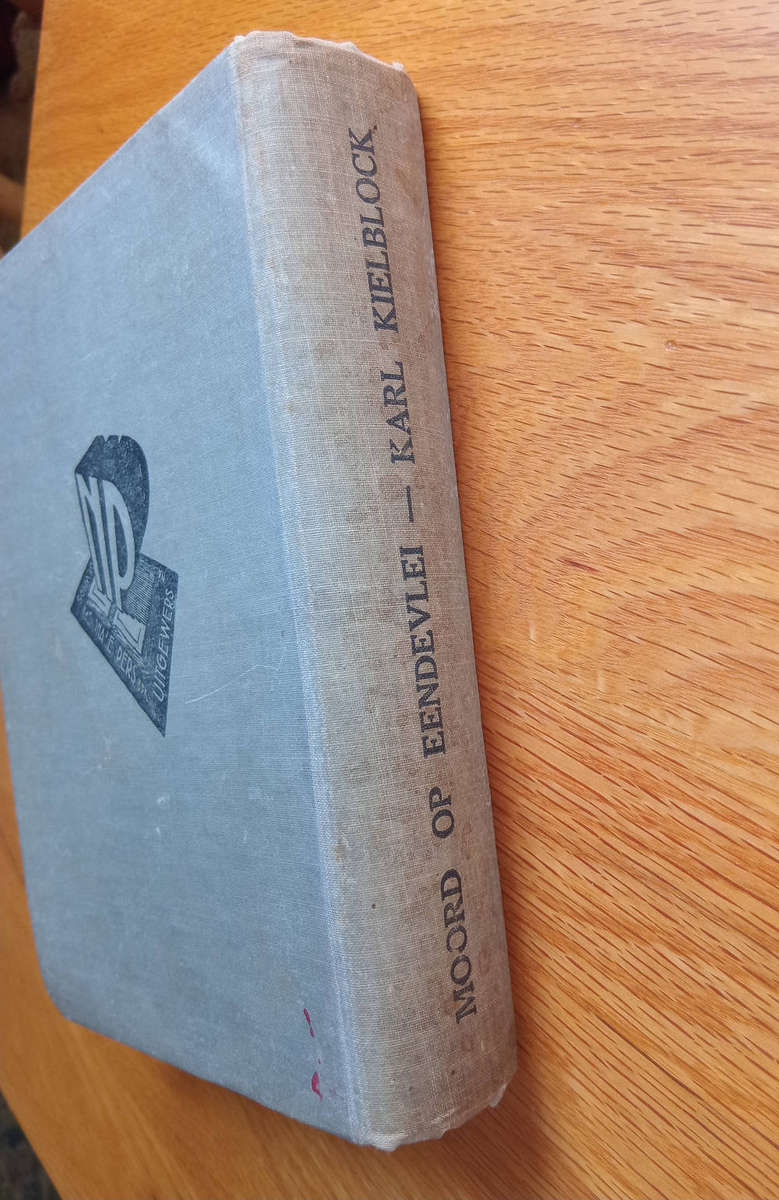 MOORD OP EENDEVLEI — KARL KIELBLOCK.
NP
UITGEWERS